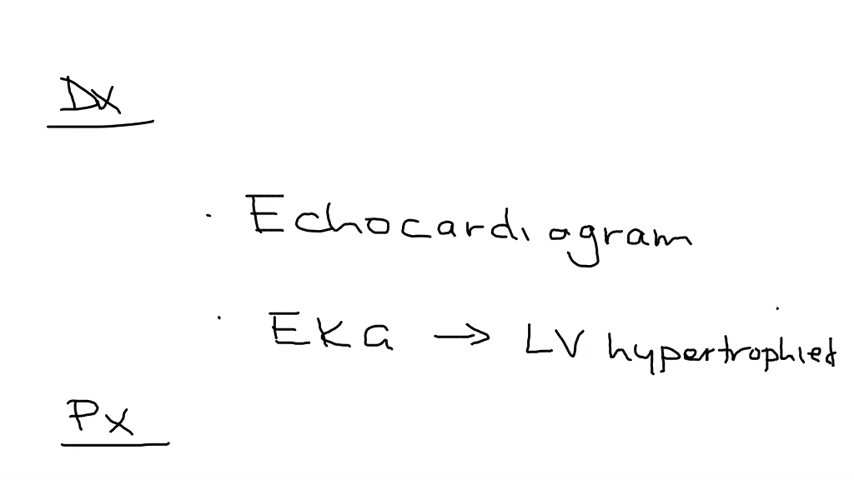 Dx
· Echocardiogram
· EKG → LV hypertrophied
Px